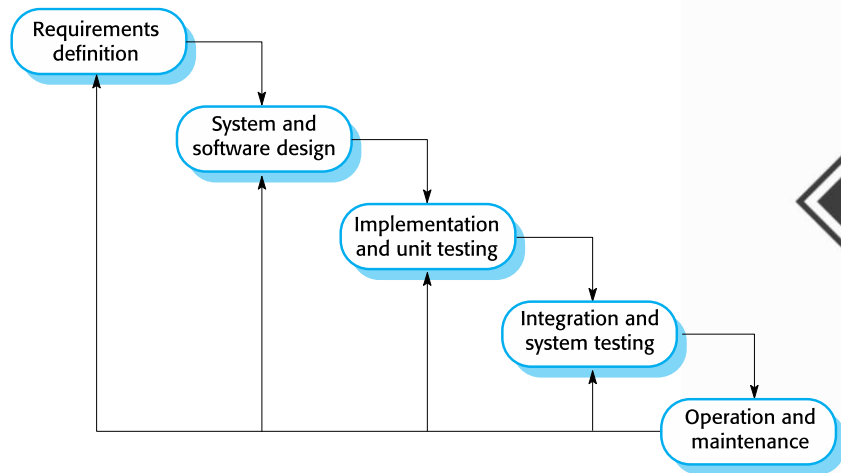 Requirements
definition
System and
software design
Implementation
and unit testing
Integration and
system testing
Operation and
maintenance